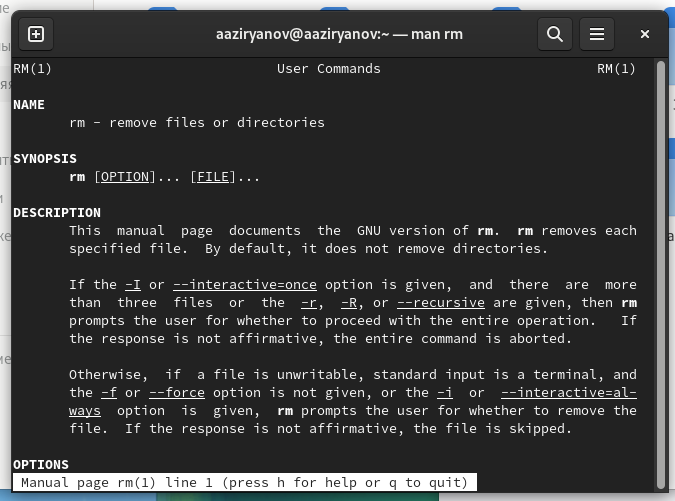 aaziryanov@aaziryanov:~ — man rm
RM(1) User Commands RM(1)
NAME
rm - remove files or directories
SYNOPSIS
rm [OPTION]... [FILE]...
DESCRIPTION
This manual page documents the GNU version of rm. rm removes each
specified file. By default, it does not remove directories.
If the -I or --interactive=once option is given, and there are more
than three files or the -r, -R, or --recursive are given, then rm
prompts the user for whether to proceed with the entire operation. If
the response is not affirmative, the entire command is aborted.
Otherwise, if a file is unwritable, standard input is a terminal, and
the -f or --force option is not given, or the -i or --interactive=al-
ways option is given, rm prompts the user for whether to remove the
file. If the response is not affirmative, the file is skipped.
OPTIONS
Manual page rm(1) line 1 (press h for help or q to quit)